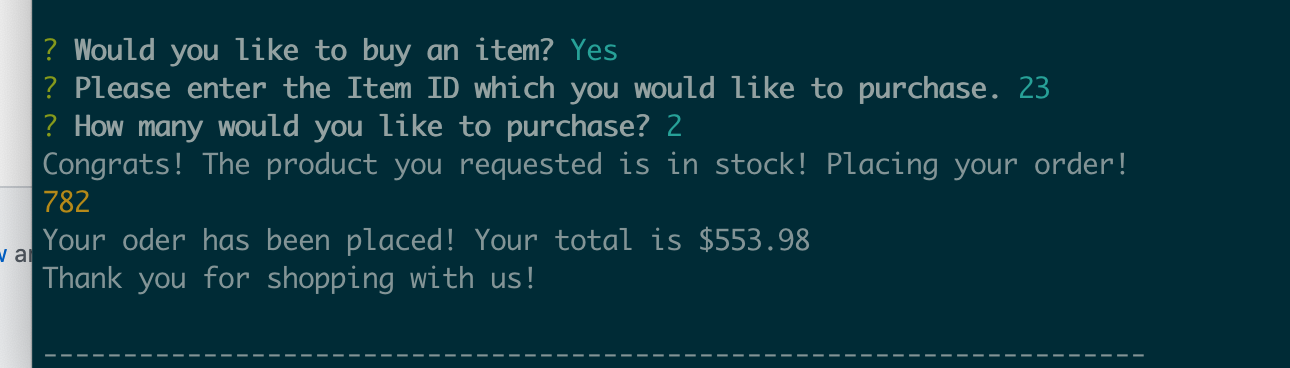 ? Would you like to buy an item? Yes
? Please enter the Item ID which you would like to purchase. 23
? How many would you like to purchase? 2
Congrats! The product you requested is in stock! Placing your order!
782
Your oder has been placed! Your total is $553.98
Thank you for shopping with us!
---------------------------------------------------------------------